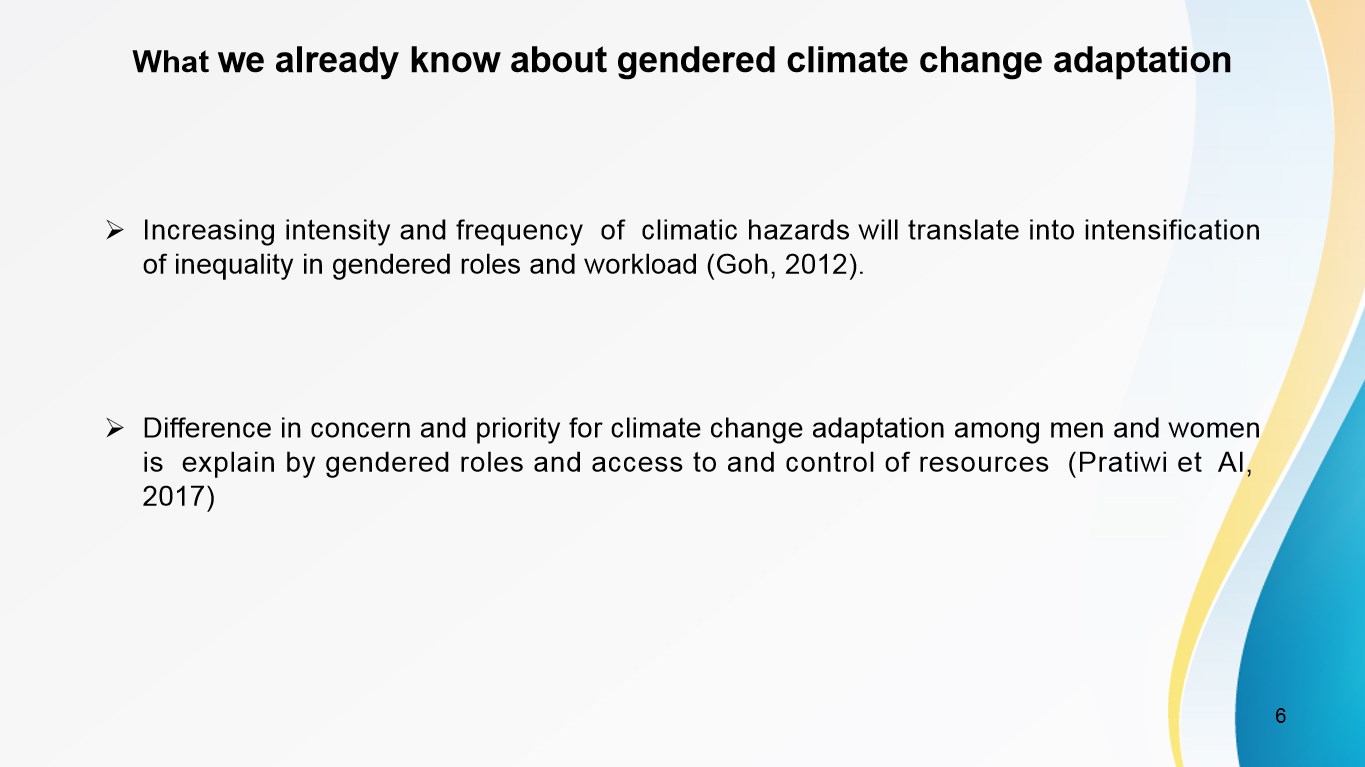 What we already know about gendered climate change adaptation
➢ Increasing intensity and frequency of climatic hazards will translate into intensification
of inequality in gendered roles and workload (Goh, 2012).
➢ Difference in concern and priority for climate change adaptation among men and women
is explain by gendered roles and access to and control of resources (Pratiwi et Al,
2017)
6